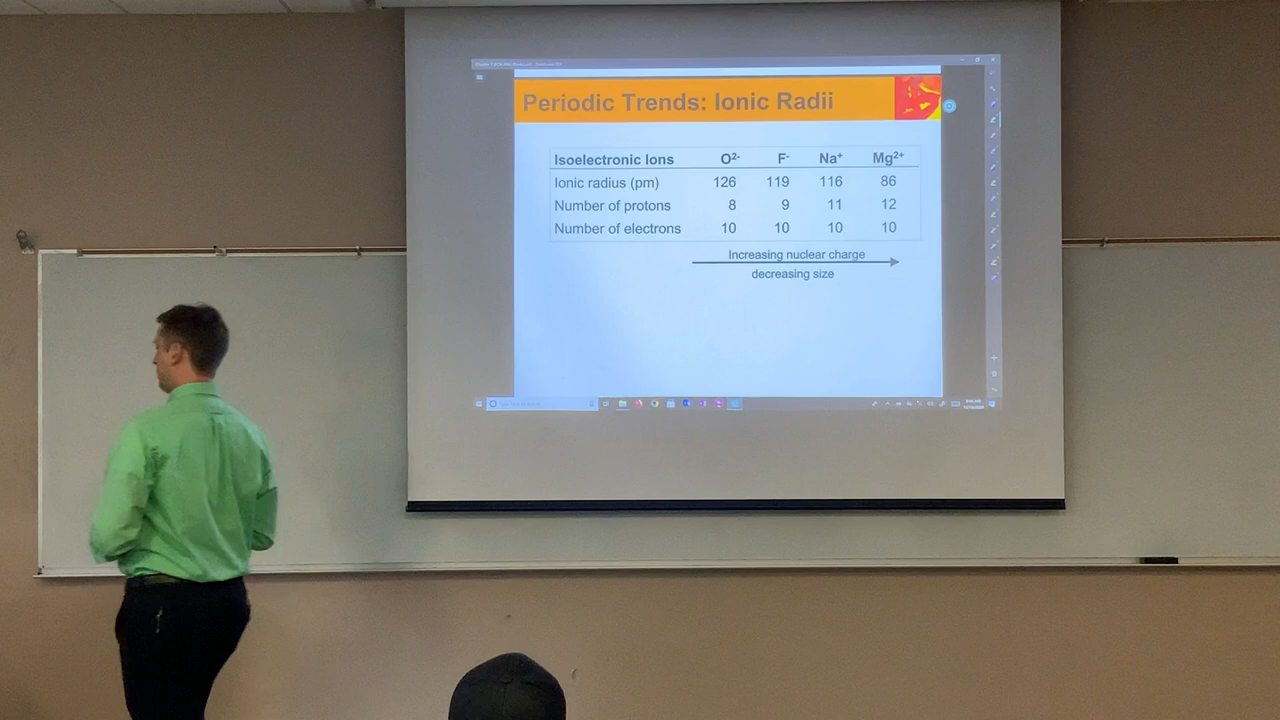 Periodic Trends: Ionic Radii
Isoelectronic Ions O²⁻ F⁻ Na⁺ Mg²⁺
Ionic radius (pm) 126 119 116 86
Number of protons 8 9 11 12
Number of electrons 10 10 10 10
Increasing nuclear charge
decreasing size